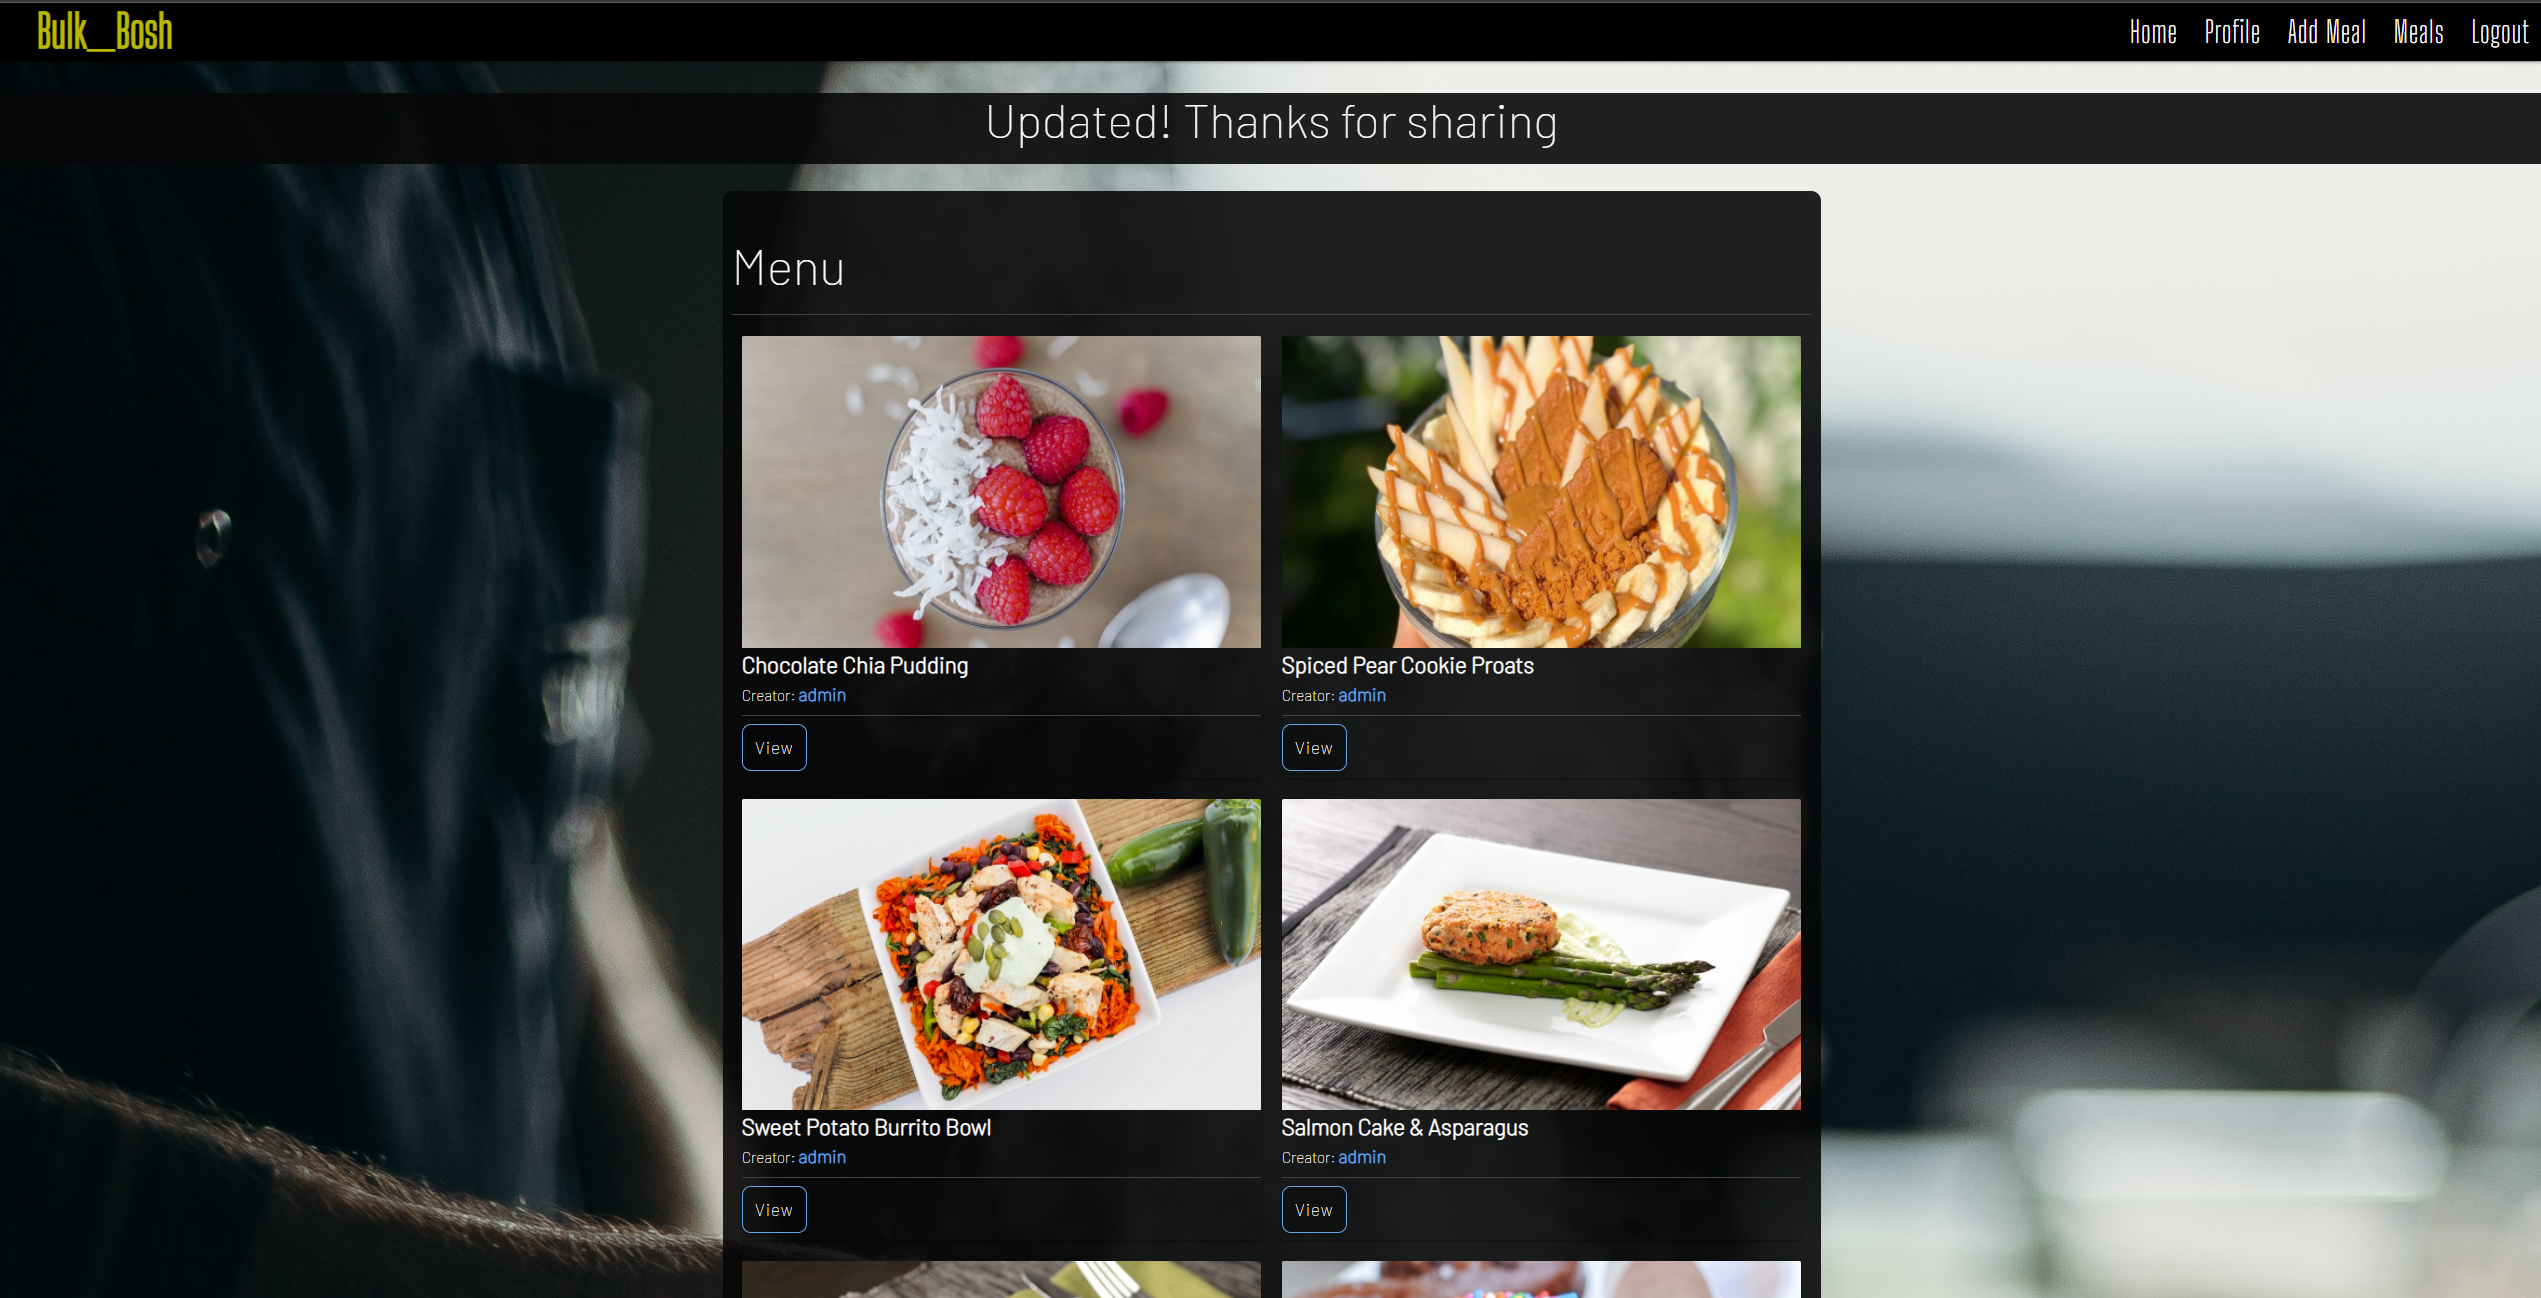 Bulk__Bosh
Home Profile Add Meal Meals Logout
Updated! Thanks for sharing
Menu
Chocolate Chia Pudding
Creator: admin
View
Spiced Pear Cookie Proats
Creator: admin
View
Sweet Potato Burrito Bowl
Creator: admin
View
Salmon Cake & Asparagus
Creator: admin
View